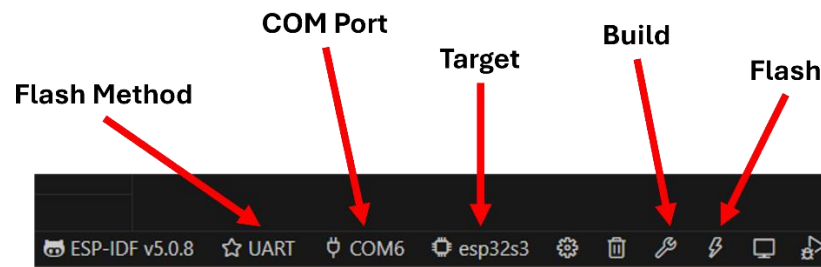 COM Port
Build
Target
Flash
Flash Method
ESP-IDF v5.0.8 UART COM6 esp32s3